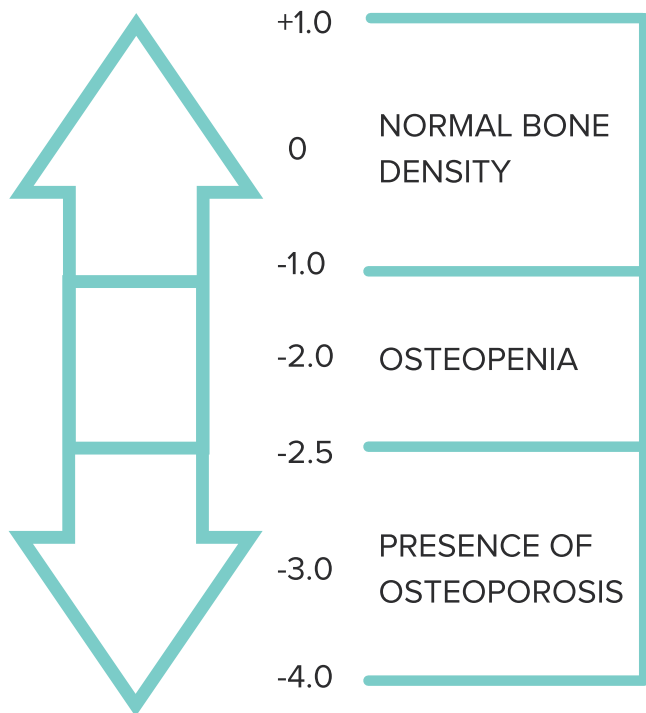 +1.0
NORMAL BONE
0
DENSITY
-1.0
-2.0 OSTEOPENIA
-2.5
PRESENCE OF
-3.0
OSTEOPOROSIS
-4.0